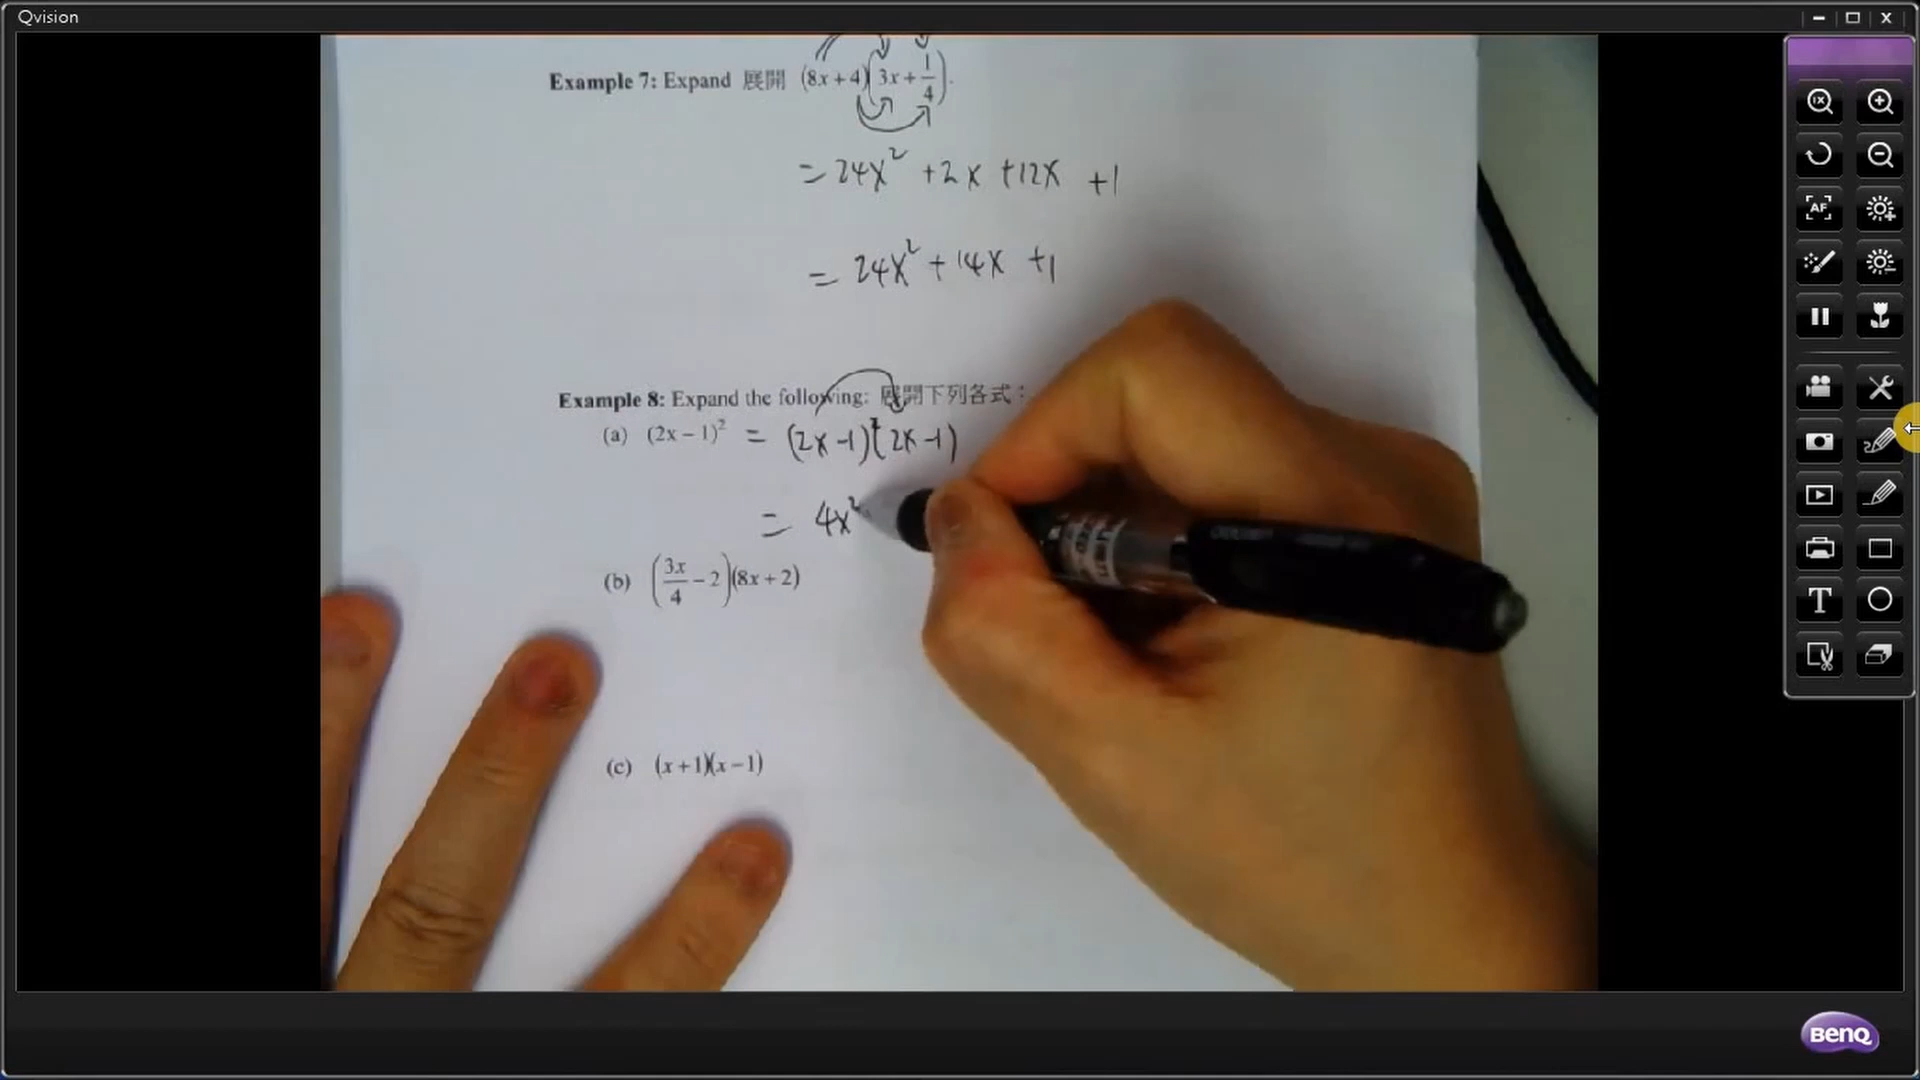 Qvision
Example 7: Expand 展開 (8x + 4)(3x + 1/4).
= 24x² + 2x + 12x + 1
= 24x² + 14x + 1
Example 8: Expand the following: 展開下列各式：
(a) (2x − 1)² = (2x − 1)(2x − 1)
= 4x²
(b) (3x/4 − 2)(8x + 2)
(c) (x + 1)(x − 1)
1X
AF
T
BenQ